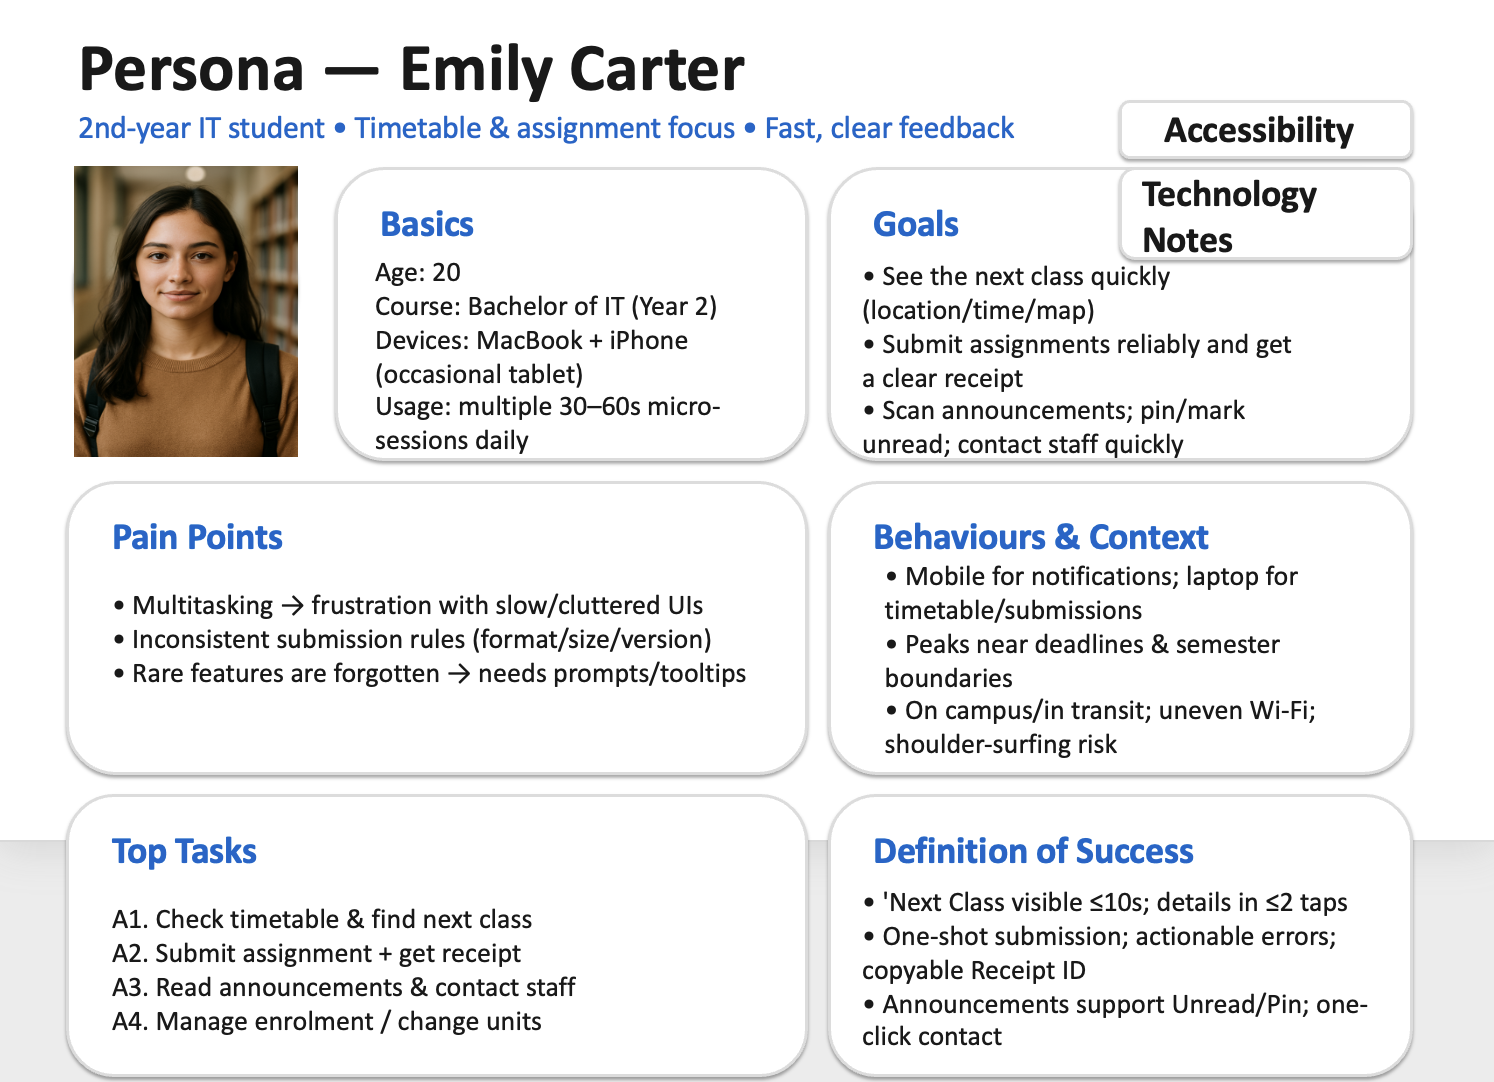 Persona — Emily Carter
2nd-year IT student • Timetable & assignment focus • Fast, clear feedback
Accessibility
Technology
Notes
Basics
Age: 20
Course: Bachelor of IT (Year 2)
Devices: MacBook + iPhone
(occasional tablet)
Usage: multiple 30–60s micro-
sessions daily
Goals
• See the next class quickly
(location/time/map)
• Submit assignments reliably and get
a clear receipt
• Scan announcements; pin/mark
unread; contact staff quickly
Pain Points
• Multitasking → frustration with slow/cluttered UIs
• Inconsistent submission rules (format/size/version)
• Rare features are forgotten → needs prompts/tooltips
Behaviours & Context
• Mobile for notifications; laptop for
timetable/submissions
• Peaks near deadlines & semester
boundaries
• On campus/in transit; uneven Wi-Fi;
shoulder-surfing risk
Top Tasks
A1. Check timetable & find next class
A2. Submit assignment + get receipt
A3. Read announcements & contact staff
A4. Manage enrolment / change units
Definition of Success
• 'Next Class visible ≤10s; details in ≤2 taps
• One-shot submission; actionable errors;
copyable Receipt ID
• Announcements support Unread/Pin; one-
click contact